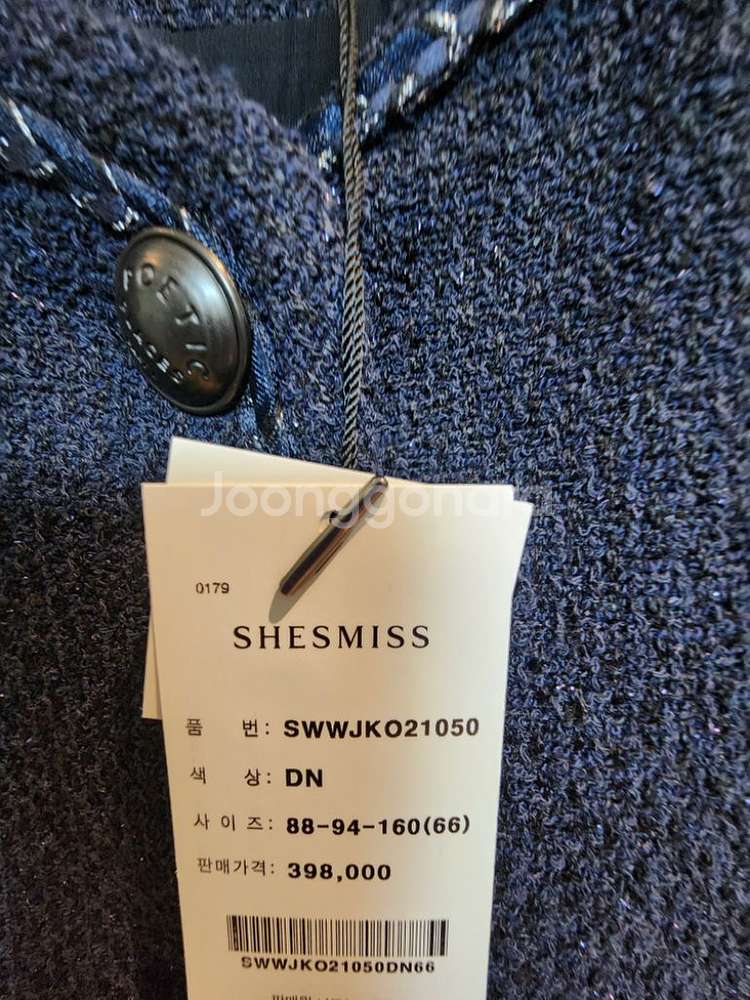 POETIC
Joonggonara
0179
SHESMISS
품 번: SWWJKO21050
색 상: DN
사 이 즈: 88-94-160(66)
판매가격: 398,000
SWWJKO21050DN66